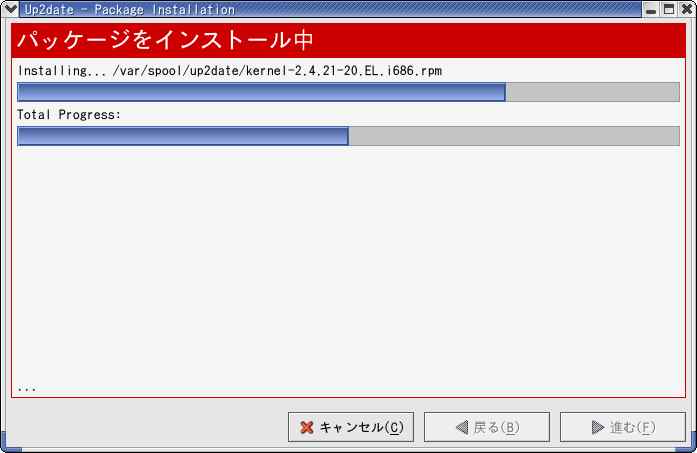 Up2date - Package Installation
パッケージをインストール中
Installing... /var/spool/up2date/kernel-2.4.21-20.EL.i686.rpm
Total Progress:
...
キャンセル(C) 戻る(B) 進む(F)